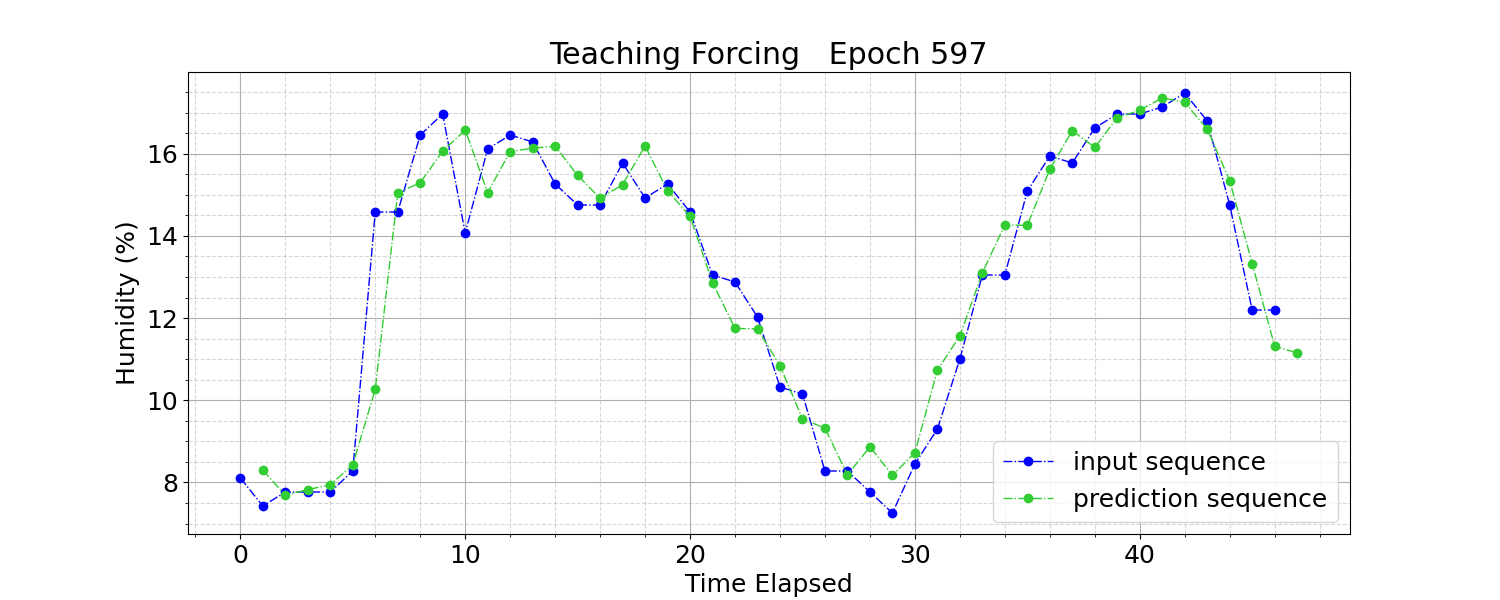 Teaching Forcing   Epoch 597
Humidity (%)
16
14
12
10
8
0 10 20 30 40
Time Elapsed
input sequence
prediction sequence